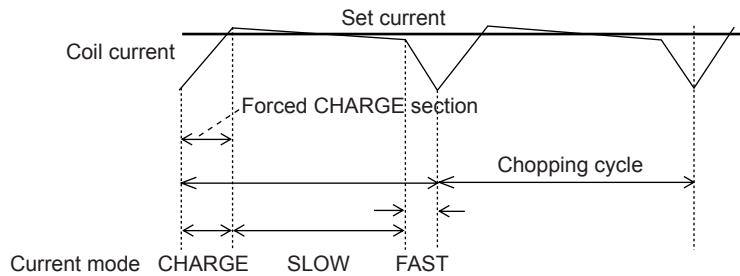 Set current
Coil current
Forced CHARGE section
Chopping cycle
Current mode CHARGE SLOW FAST